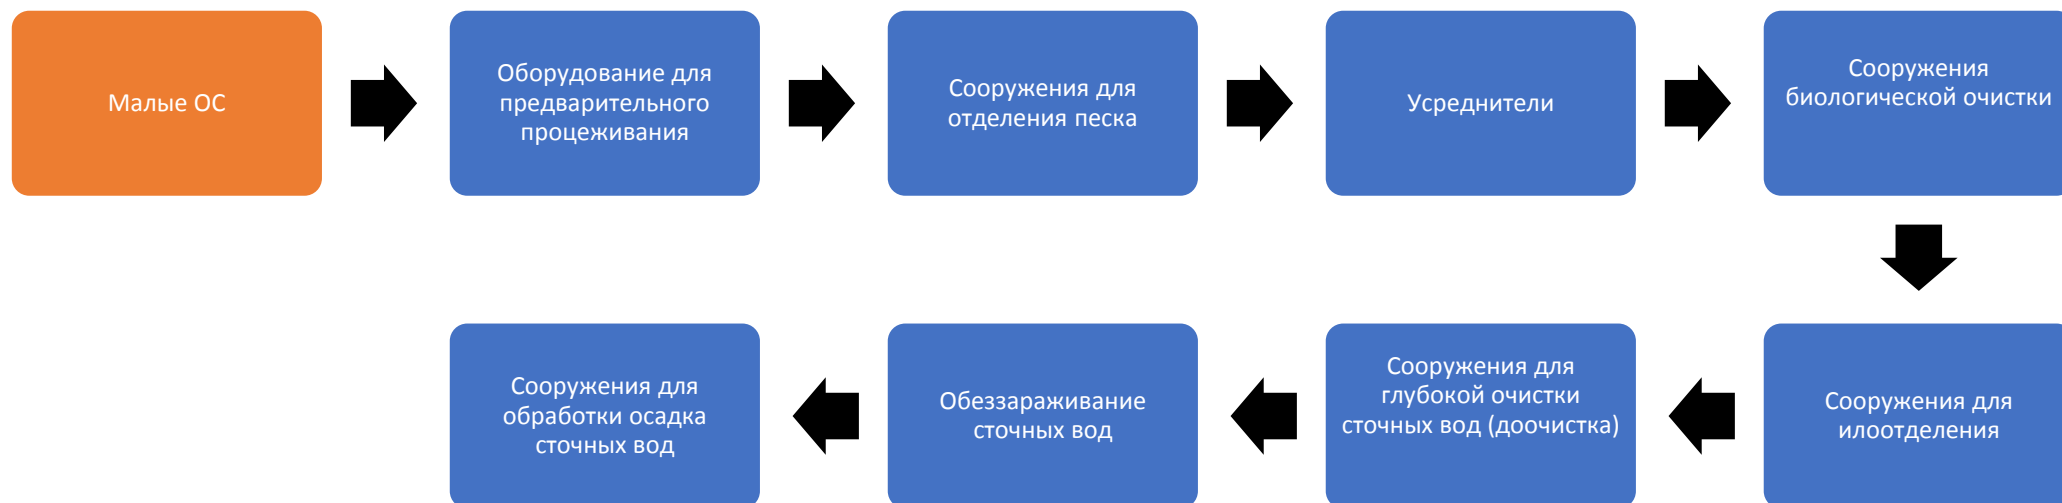 Малые ОС
Оборудование для
предварительного
процеживания
Сооружения для
отделения песка
Усреднители
Сооружения
биологической очистки
Сооружения для
илоотделения
Сооружения для
глубокой очистки
сточных вод (доочистка)
Обеззараживание
сточных вод
Сооружения для
обработки осадка
сточных вод